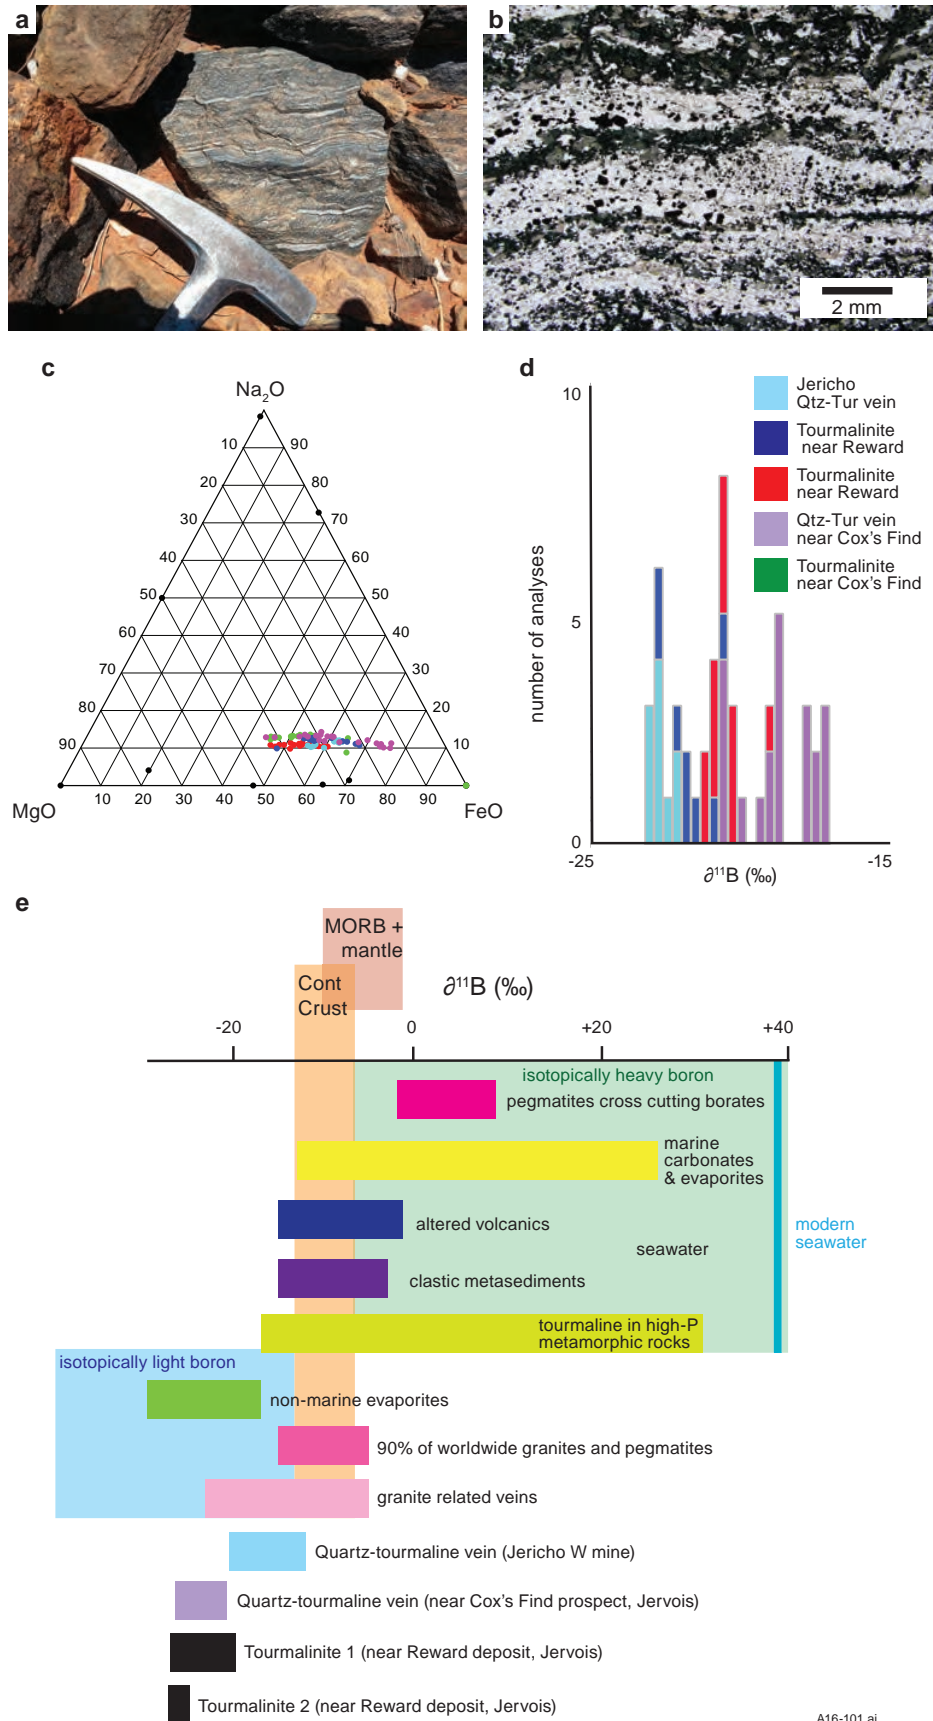 a
b
2 mm
c
Na2O
10
90
20
80
30
70
40
60
50
50
60
40
70
30
80
20
90
10
MgO
10
20
30
40
50
60
70
80
90
FeO
d
10
5
0
number of analyses
-25
-15
∂11B (‰)
Jericho
Qtz-Tur vein
Tourmalinite
near Reward
Tourmalinite
near Reward
Qtz-Tur vein
near Cox's Find
Tourmalinite
near Cox's Find
e
MORB +
mantle
Cont
Crust
∂11B (‰)
-20
0
+20
+40
isotopically heavy boron
pegmatites cross cutting borates
marine
carbonates
& evaporites
altered volcanics
modern
seawater
seawater
clastic metasediments
tourmaline in high-P
metamorphic rocks
isotopically light boron
non-marine evaporites
90% of worldwide granites and pegmatites
granite related veins
Quartz-tourmaline vein (Jericho W mine)
Quartz-tourmaline vein (near Cox's Find prospect, Jervois)
Tourmalinite 1 (near Reward deposit, Jervois)
Tourmalinite 2 (near Reward deposit, Jervois)
A16-101.ai